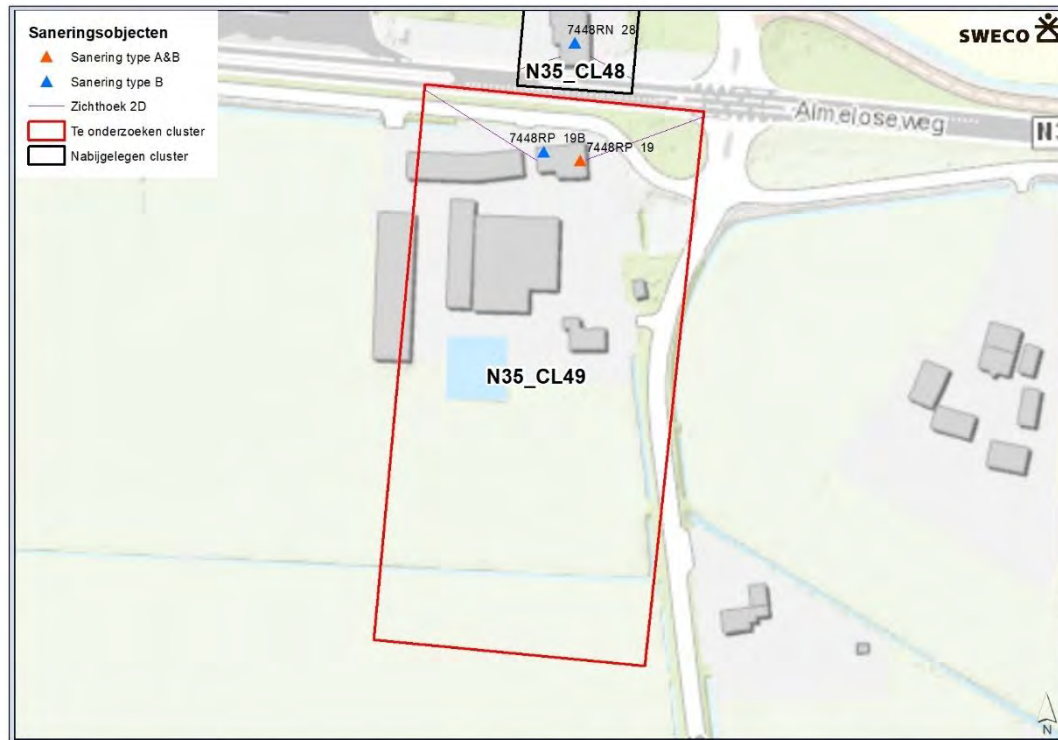 Saneringsobjecten
Sanering type A&B
Sanering type B
Zichthoek 2D
Te onderzoeken cluster
Nabijgelegen cluster
SWECO
7448RN 28
N35_CL48
Almeloseweg
N3
7448RP 19B
7448RP 19
N35_CL49
N